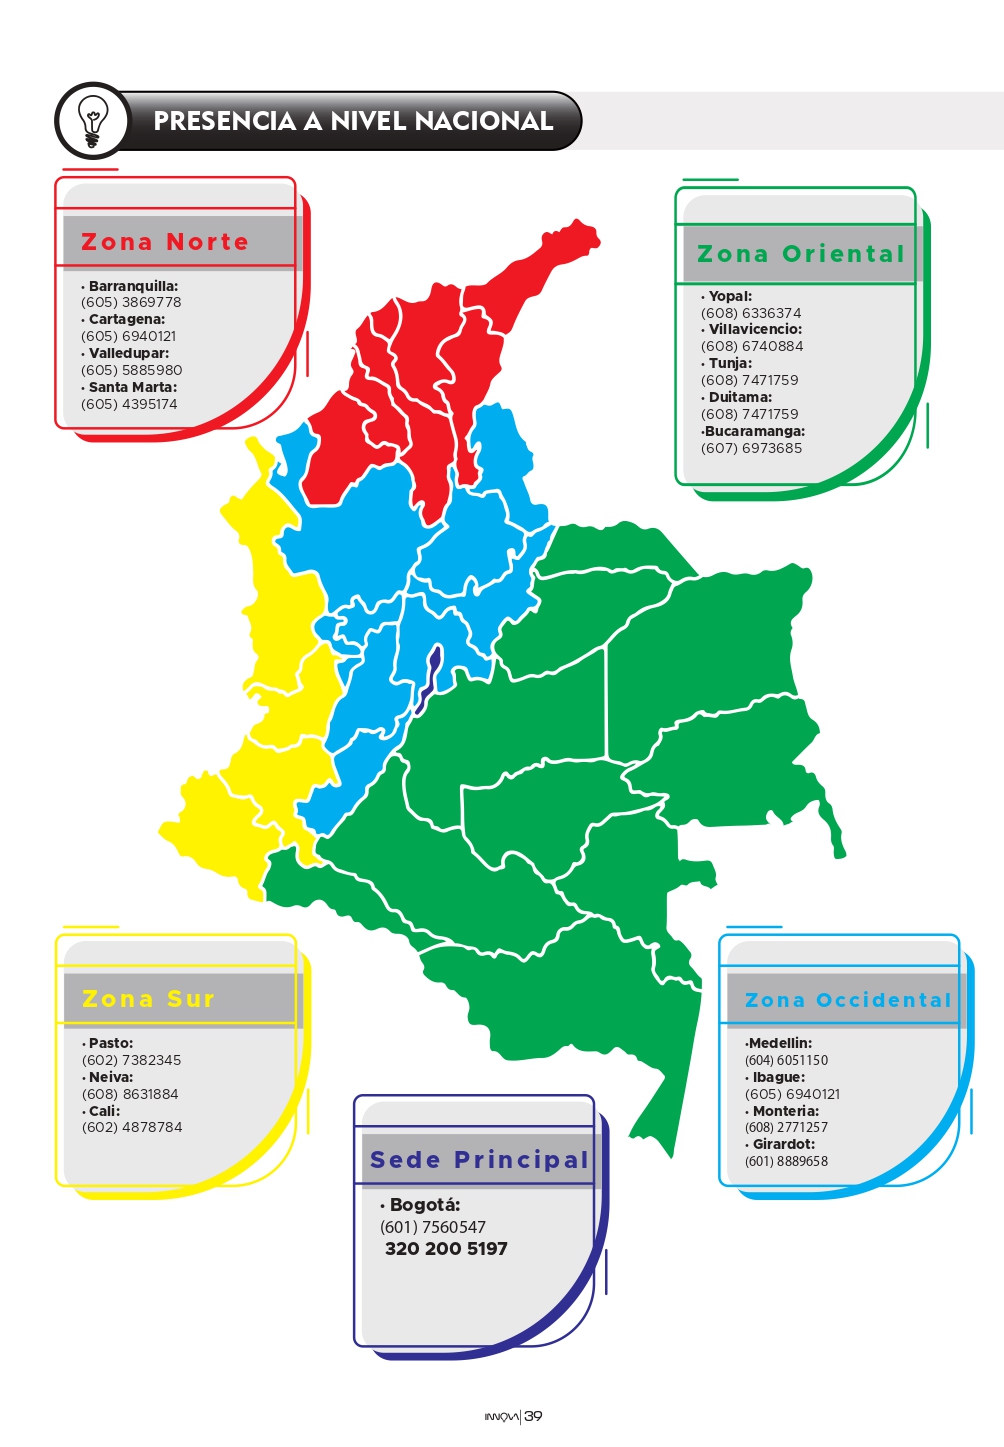 PRESENCIA A NIVEL NACIONAL
Zona Norte
• Barranquilla:
(605) 3869778
• Cartagena:
(605) 6940121
• Valledupar:
(605) 5885980
• Santa Marta:
(605) 4395174
Zona Oriental
• Yopal:
(608) 6336374
• Villavicencio:
(608) 6740884
• Tunja:
(608) 7471759
• Duitama:
(608) 7471759
•Bucaramanga:
(607) 6973685
Zona Sur
• Pasto:
(602) 7382345
• Neiva:
(608) 8631884
• Cali:
(602) 4878784
Zona Occidental
•Medellin:
(604) 6051150
• Ibague:
(605) 6940121
• Monteria:
(608) 2771257
• Girardot:
(601) 8889658
Sede Principal
• Bogotá:
(601) 7560547
320 200 5197
INNOVA | 39